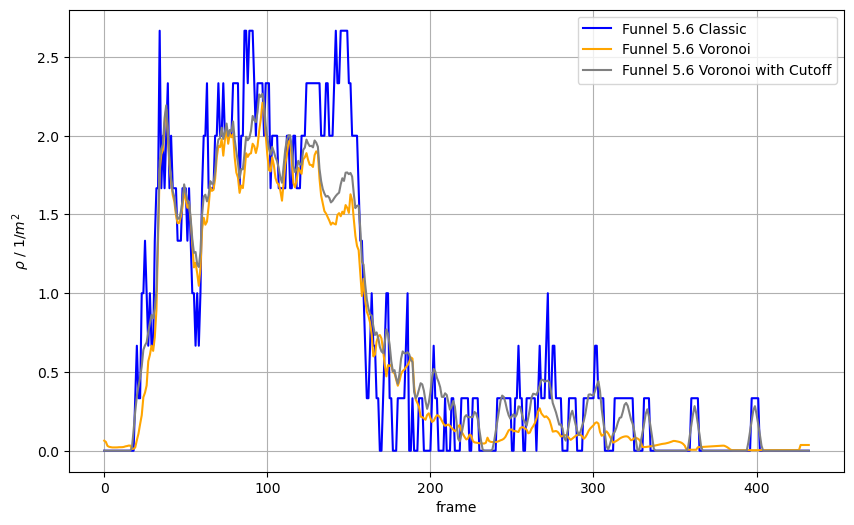 Funnel 5.6 Classic
Funnel 5.6 Voronoi
Funnel 5.6 Voronoi with Cutoff
2.5
2.0
1.5
1.0
0.5
0.0
ρ / 1/m²
0 100 200 300 400
frame